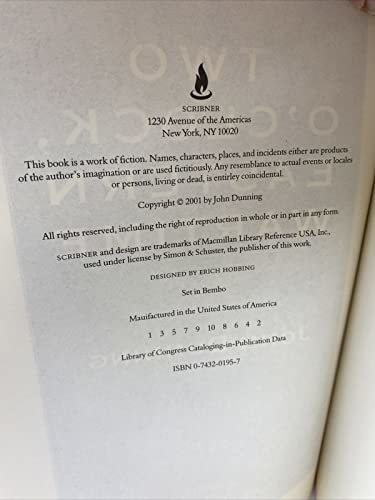 SCRIBNER
1230 Avenue of the Americas
New York, NY 10020
This book is a work of fiction. Names, characters, places, and incidents either are products
of the author's imagination or are used fictitiously. Any resemblance to actual events or locales
or persons, living or dead, is entirley coincidental.
Copyright © 2001 by John Dunning
All rights reserved, including the right of reproduction in whole or in part in any form.
SCRIBNER and design are trademarks of Macmillan Library Reference USA, Inc.,
used under license by Simon & Schuster, the publisher of this work.
DESIGNED BY ERICH HOBBING
Set in Bembo
Mauifactured in the United States of America
1 3 5 7 9 10 8 6 4 2
Library of Congress Cataloging-in-Publication Data
ISBN 0-7432-0195-7